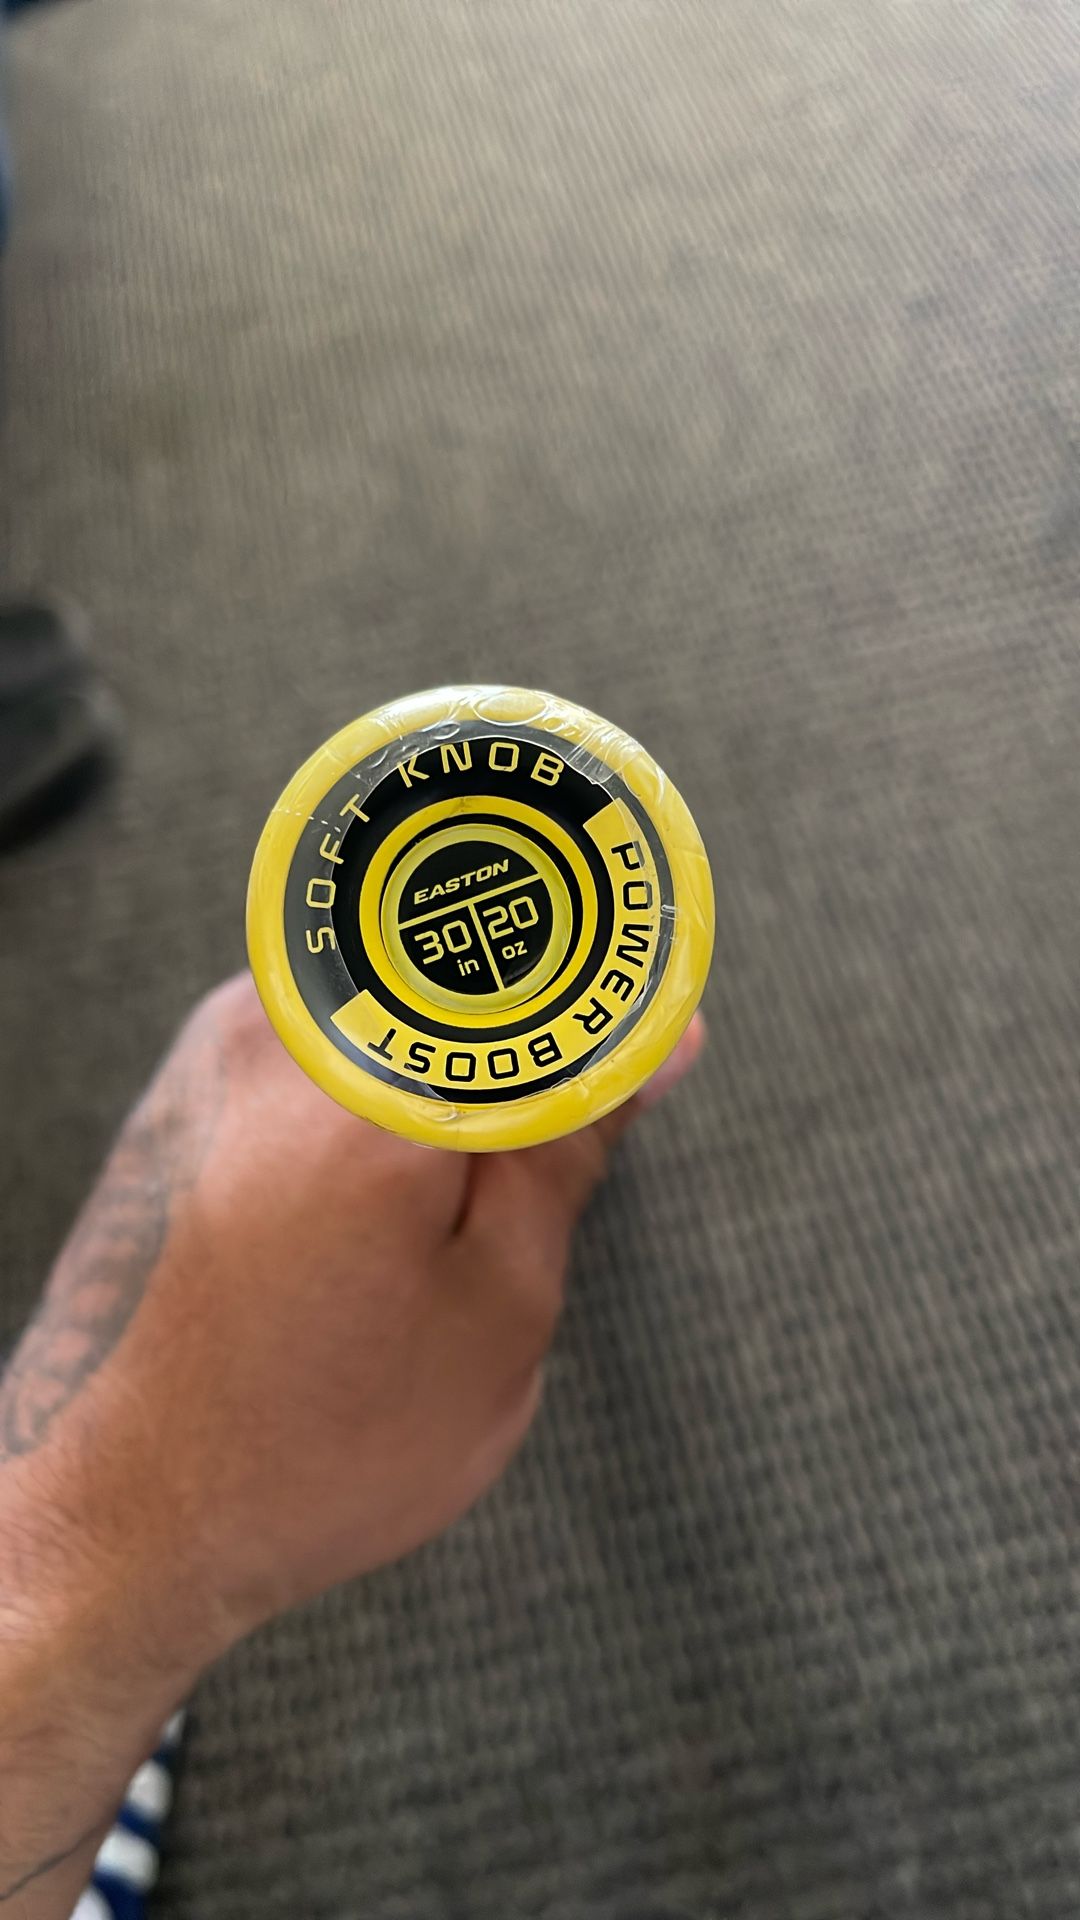 SOFT KNOB
POWER BOOST
EASTON
30 in
20 oz